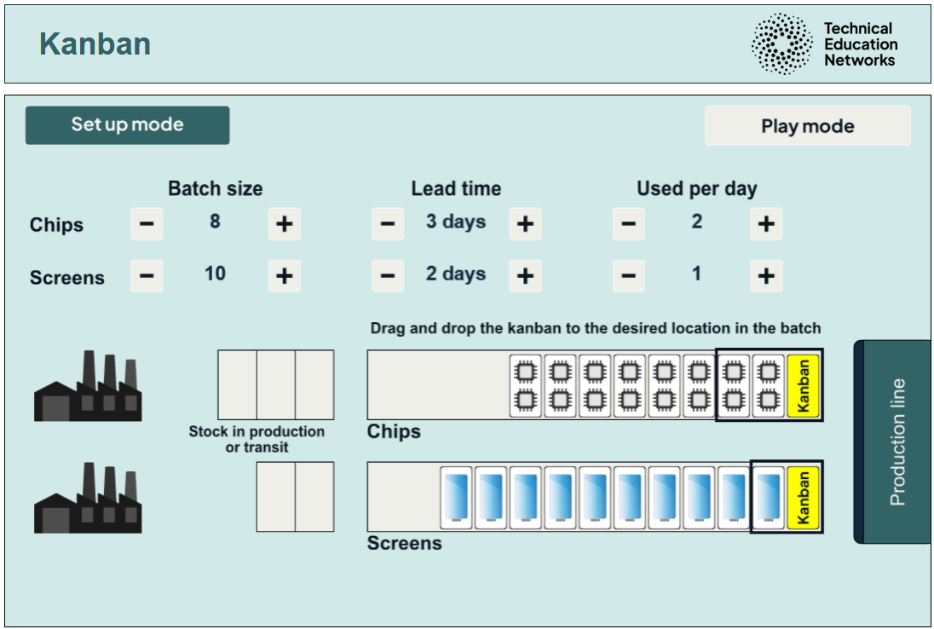 Kanban
Technical
Education
Networks
Set up mode
Play mode
Batch size
Lead time
Used per day
Chips
−
8
+
−
3 days
+
−
2
+
Screens
−
10
+
−
2 days
+
−
1
+
Drag and drop the kanban to the desired location in the batch
Kanban
Production line
Stock in production
or transit
Chips
Kanban
Screens